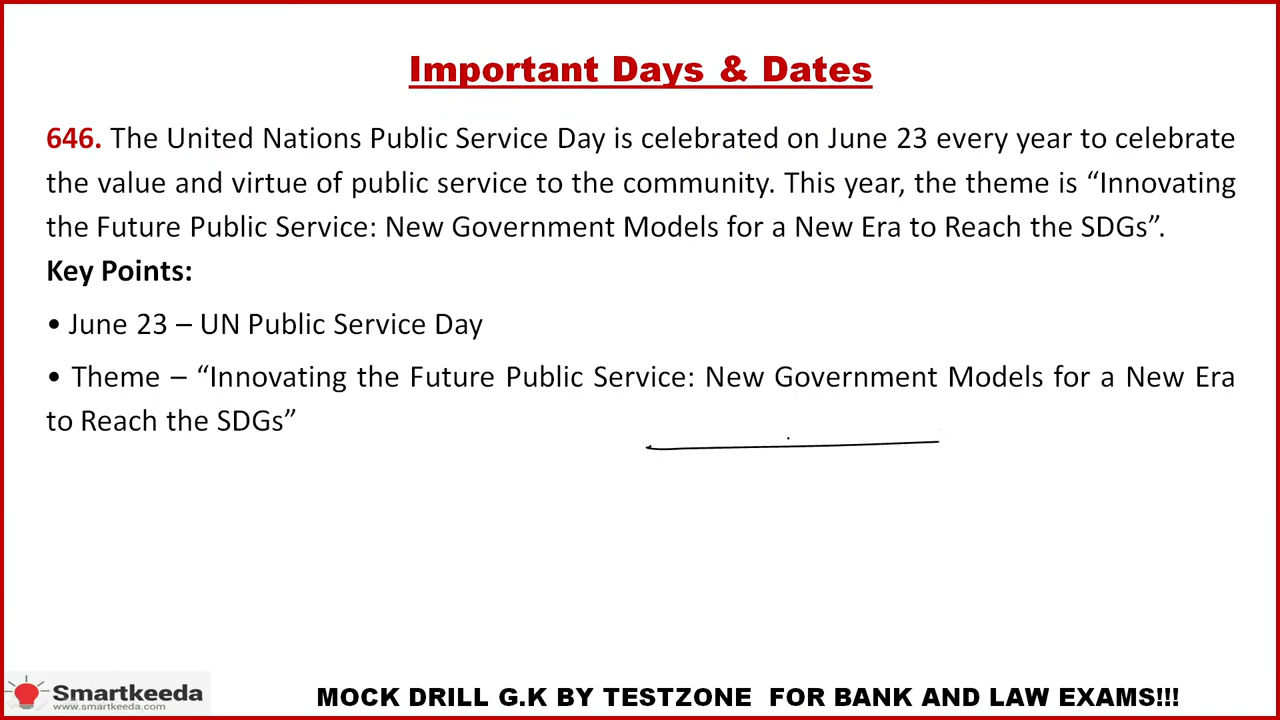 Important Days & Dates
646. The United Nations Public Service Day is celebrated on June 23 every year to celebrate
the value and virtue of public service to the community. This year, the theme is “Innovating
the Future Public Service: New Government Models for a New Era to Reach the SDGs”.
Key Points:
• June 23 – UN Public Service Day
• Theme – “Innovating the Future Public Service: New Government Models for a New Era
to Reach the SDGs”
Smartkeeda
www.smartkeeda.com
MOCK DRILL G.K BY TESTZONE FOR BANK AND LAW EXAMS!!!